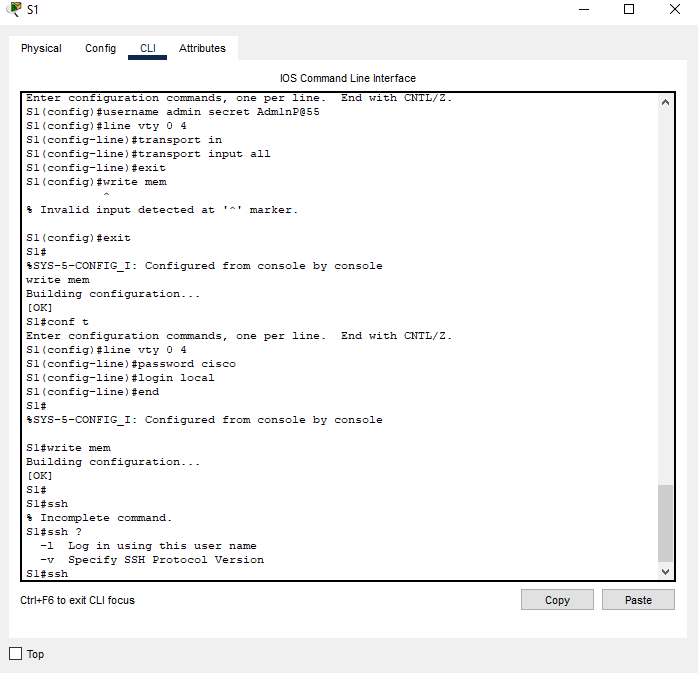 S1
Physical Config CLI Attributes
IOS Command Line Interface
Enter configuration commands, one per line.  End with CNTL/Z.
S1(config)#username admin secret AdmlnP@55
S1(config)#line vty 0 4
S1(config-line)#transport in
S1(config-line)#transport input all
S1(config-line)#exit
S1(config)#write mem
^
% Invalid input detected at '^' marker.
S1(config)#exit
S1#
%SYS-5-CONFIG_I: Configured from console by console
write mem
Building configuration...
[OK]
S1#conf t
Enter configuration commands, one per line.  End with CNTL/Z.
S1(config)#line vty 0 4
S1(config-line)#password cisco
S1(config-line)#login local
S1(config-line)#end
S1#
%SYS-5-CONFIG_I: Configured from console by console
S1#write mem
Building configuration...
[OK]
S1#
S1#ssh
% Incomplete command.
S1#ssh ?
-l  Log in using this user name
-v  Specify SSH Protocol Version
S1#ssh
Ctrl+F6 to exit CLI focus
Copy Paste
Top